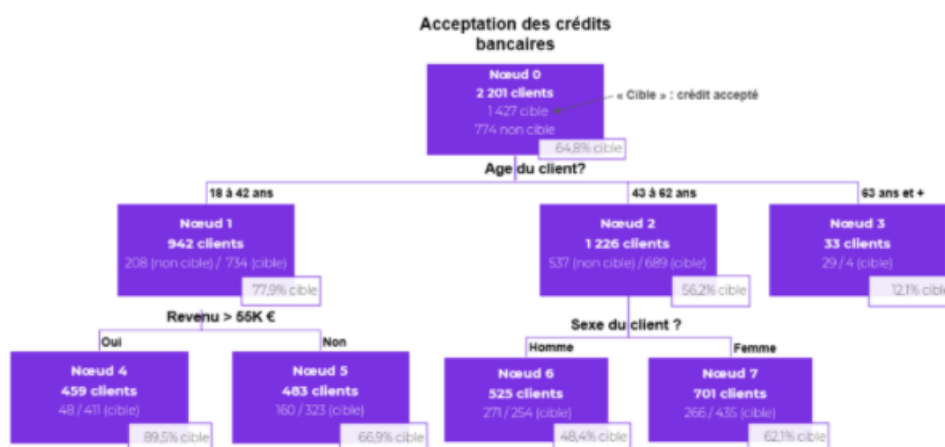 Acceptation des crédits
bancaires
Nœud 0
2 201 clients
1 427 cible
774 non cible
« Cible » : crédit accepté
64,8% cible
Age du client?
18 à 42 ans
43 à 62 ans
63 ans et +
Nœud 1
942 clients
208 (non cible) / 734 (cible)
77,9% cible
Nœud 2
1 226 clients
537 (non cible) / 689 (cible)
56,2% cible
Nœud 3
33 clients
29 / 4 (cible)
12,1% cible
Revenu > 55K €
Sexe du client ?
Oui
Non
Homme
Femme
Nœud 4
459 clients
48 / 411 (cible)
89,5% cible
Nœud 5
483 clients
160 / 323 (cible)
66,9% cible
Nœud 6
525 clients
271 / 254 (cible)
48,4% cible
Nœud 7
701 clients
266 / 435 (cible)
62,1% cible